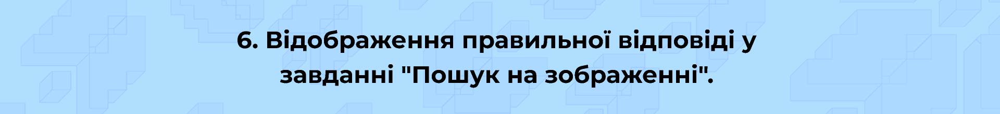 6. Відображення правильної відповіді у
завданні "Пошук на зображенні".